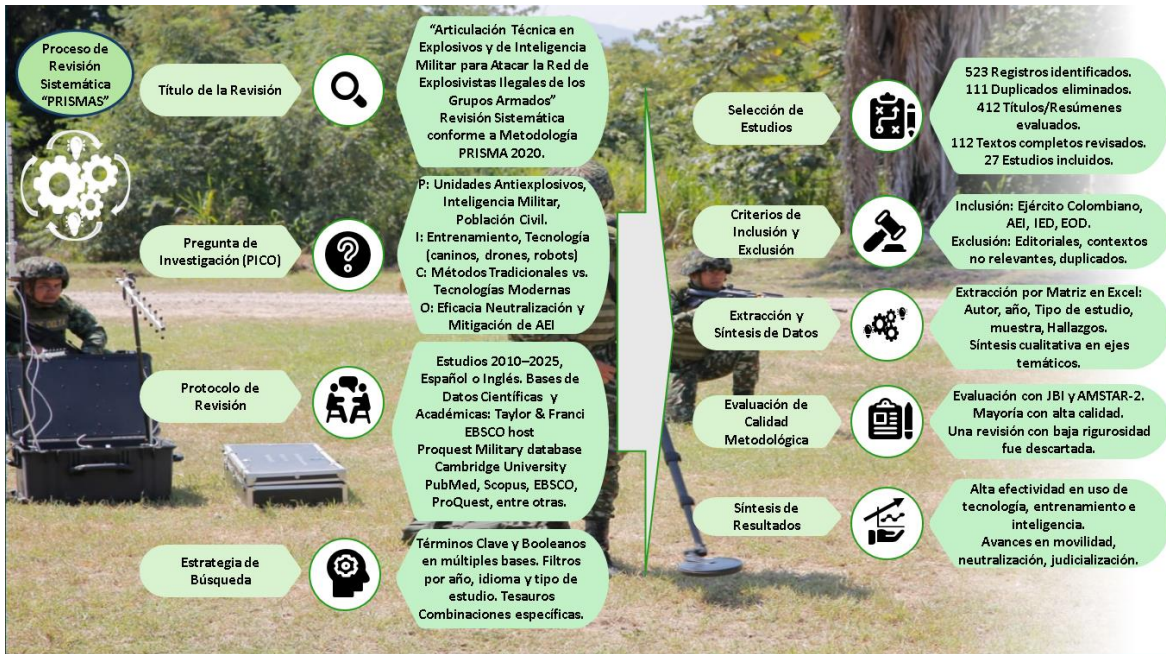 Proceso de
Revisión
Sistemática
“PRISMAS”
Título de la Revisión
“Articulación Técnica en
Explosivos y de Inteligencia
Militar para Atacar la Red de
Explosivistas Ilegales de los
Grupos Armados”
Revisión Sistemática
conforme a Metodología
PRISMA 2020.
Pregunta de
Investigación (PICO)
P: Unidades Antiexplosivos,
Inteligencia Militar,
Población Civil.
I: Entrenamiento, Tecnología
(caninos, drones, robots)
C: Métodos Tradicionales vs.
Tecnologías Modernas
O: Eficacia Neutralización y
Mitigación de AEI
Protocolo de
Revisión
Estudios 2010–2025,
Español o Inglés. Bases de
Datos Científicas y
Académicas: Taylor & Franci
EBSCO host
Proquest Military database
Cambridge University
PubMed, Scopus, EBSCO,
ProQuest, entre otras.
Estrategia de
Búsqueda
Términos Clave y Booleanos
en múltiples bases. Filtros
por año, idioma y tipo de
estudio. Tesauros
Combinaciones específicas.
Selección de
Estudios
523 Registros identificados.
111 Duplicados eliminados.
412 Títulos/Resúmenes
evaluados.
112 Textos completos revisados.
27 Estudios incluidos.
Criterios de
Inclusión y
Exclusión
Inclusión: Ejército Colombiano,
AEI, IED, EOD.
Exclusión: Editoriales, contextos
no relevantes, duplicados.
Extracción y
Síntesis de Datos
Extracción por Matriz en Excel:
Autor, año, Tipo de estudio,
muestra, Hallazgos.
Síntesis cualitativa en ejes
temáticos.
Evaluación de
Calidad
Metodológica
Evaluación con JBI y AMSTAR-2.
Mayoría con alta calidad.
Una revisión con baja rigurosidad
fue descartada.
Síntesis de
Resultados
Alta efectividad en uso de
tecnología, entrenamiento e
inteligencia.
Avances en movilidad,
neutralización, judicialización.